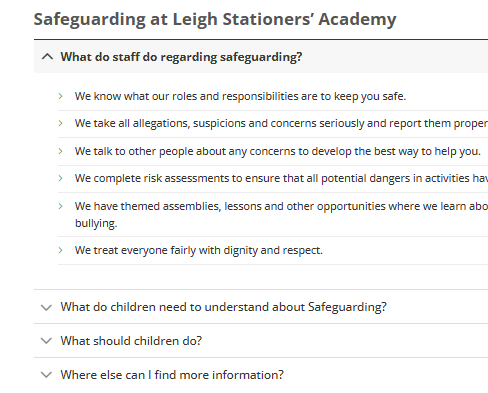 Safeguarding at Leigh Stationers’ Academy
What do staff do regarding safeguarding?
We know what our roles and responsibilities are to keep you safe.
We take all allegations, suspicions and concerns seriously and report them proper
We talk to other people about any concerns to develop the best way to help you.
We complete risk assessments to ensure that all potential dangers in activities hav
We have themed assemblies, lessons and other opportunities where we learn abo
bullying.
We treat everyone fairly with dignity and respect.
What do children need to understand about Safeguarding?
What should children do?
Where else can I find more information?